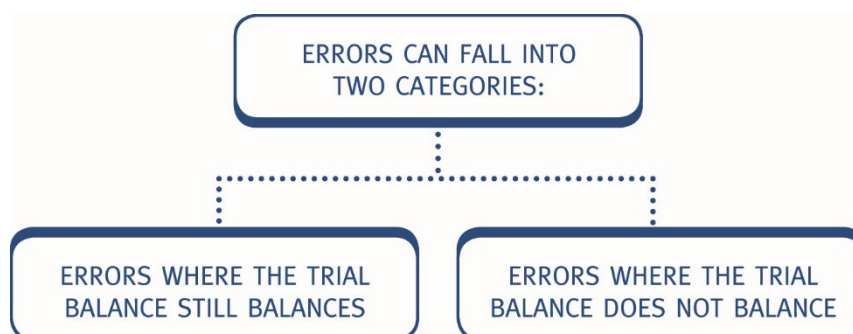 ERRORS CAN FALL INTO
TWO CATEGORIES:
ERRORS WHERE THE TRIAL
BALANCE STILL BALANCES
ERRORS WHERE THE TRIAL
BALANCE DOES NOT BALANCE